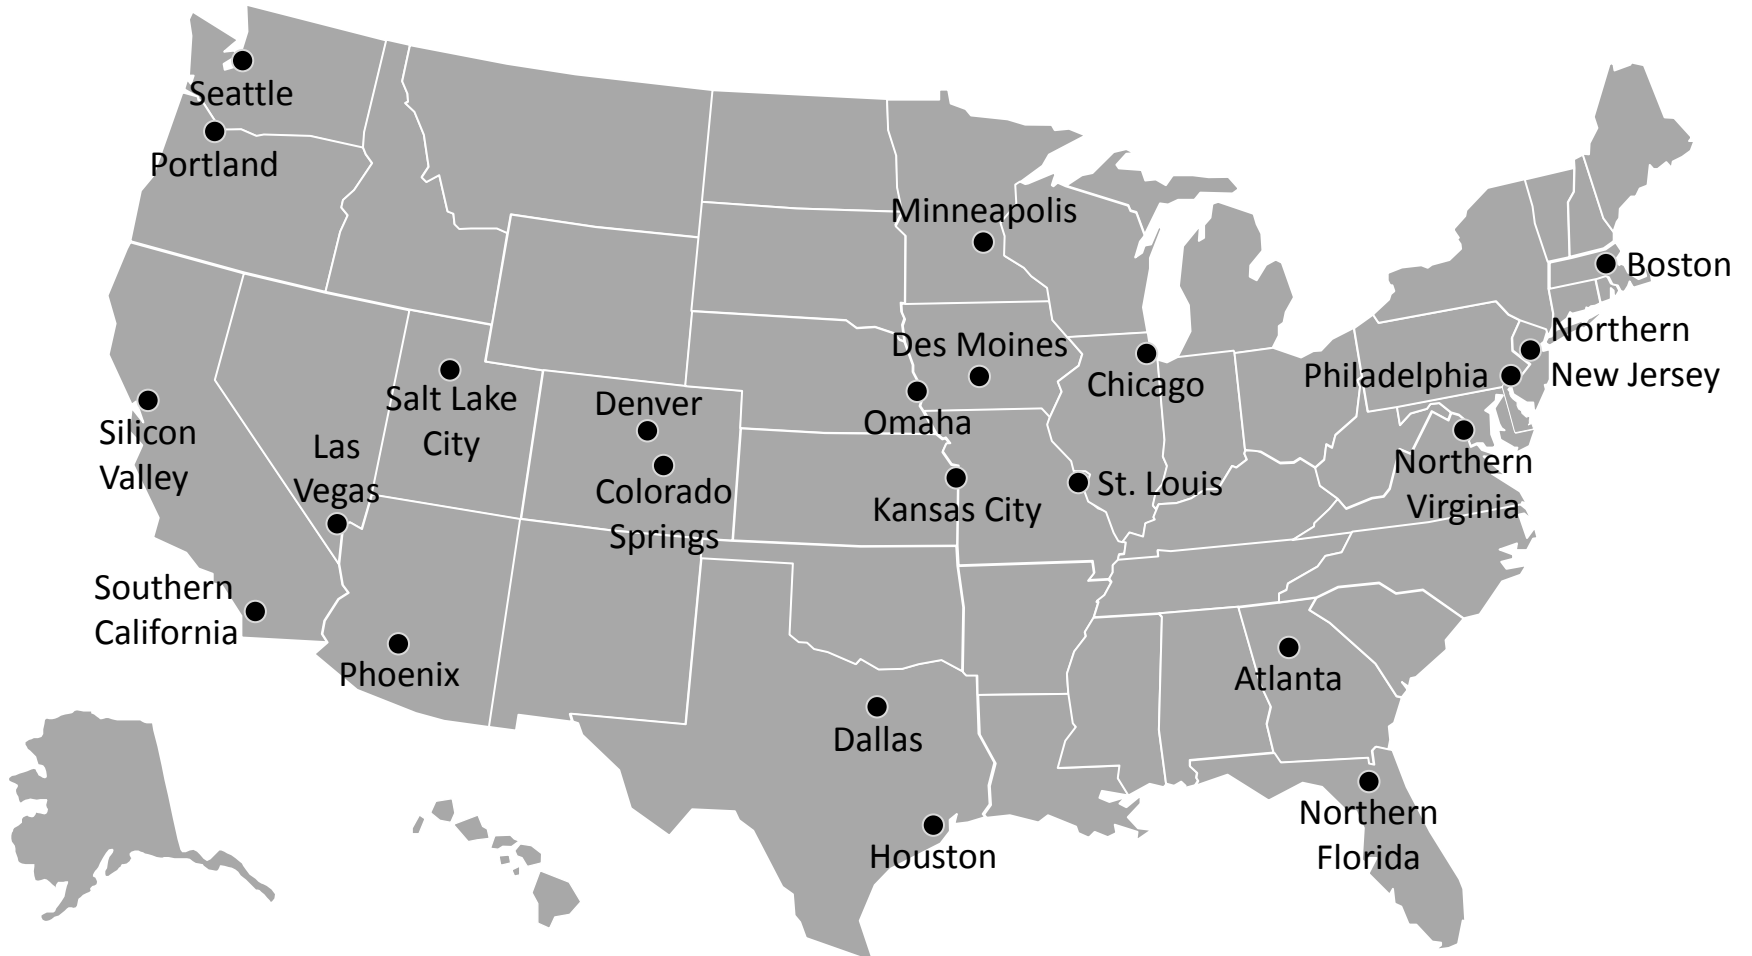 Seattle
Portland
Minneapolis
Boston
Northern
New Jersey
Des Moines
Philadelphia
Chicago
Salt Lake
City
Denver
Omaha
Silicon
Valley
Las
Vegas
Colorado
Springs
Kansas City
St. Louis
Northern
Virginia
Southern
California
Phoenix
Atlanta
Dallas
Northern
Florida
Houston